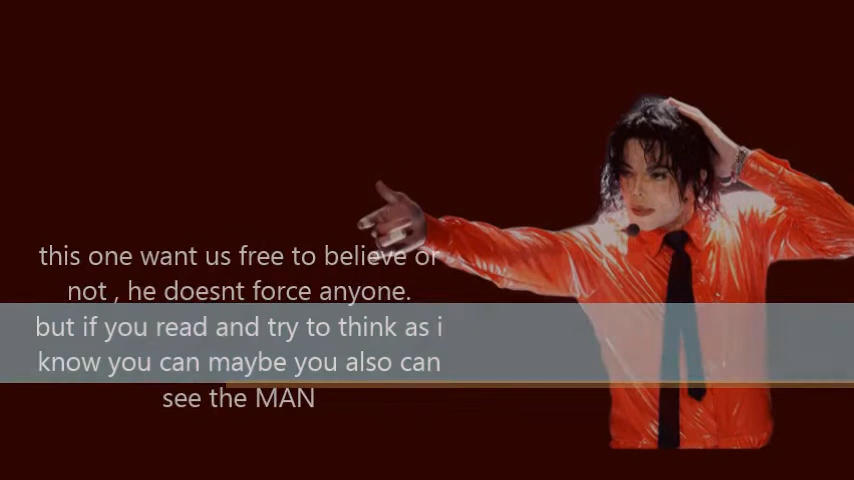 this one want us free to believe or
not , he doesnt force anyone.
but if you read and try to think as i
know you can maybe you also can
see the MAN